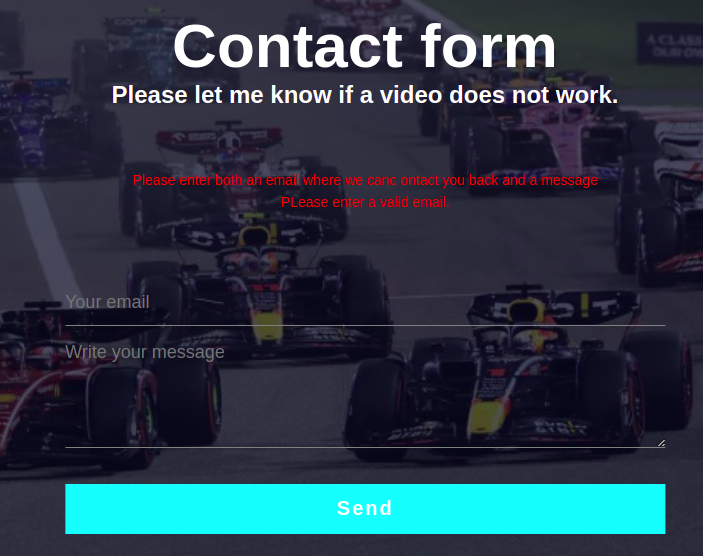 Contact form
Please let me know if a video does not work.
Please enter both an email where we canc ontact you back and a message
PLease enter a valid email.
Your email
Write your message
Send